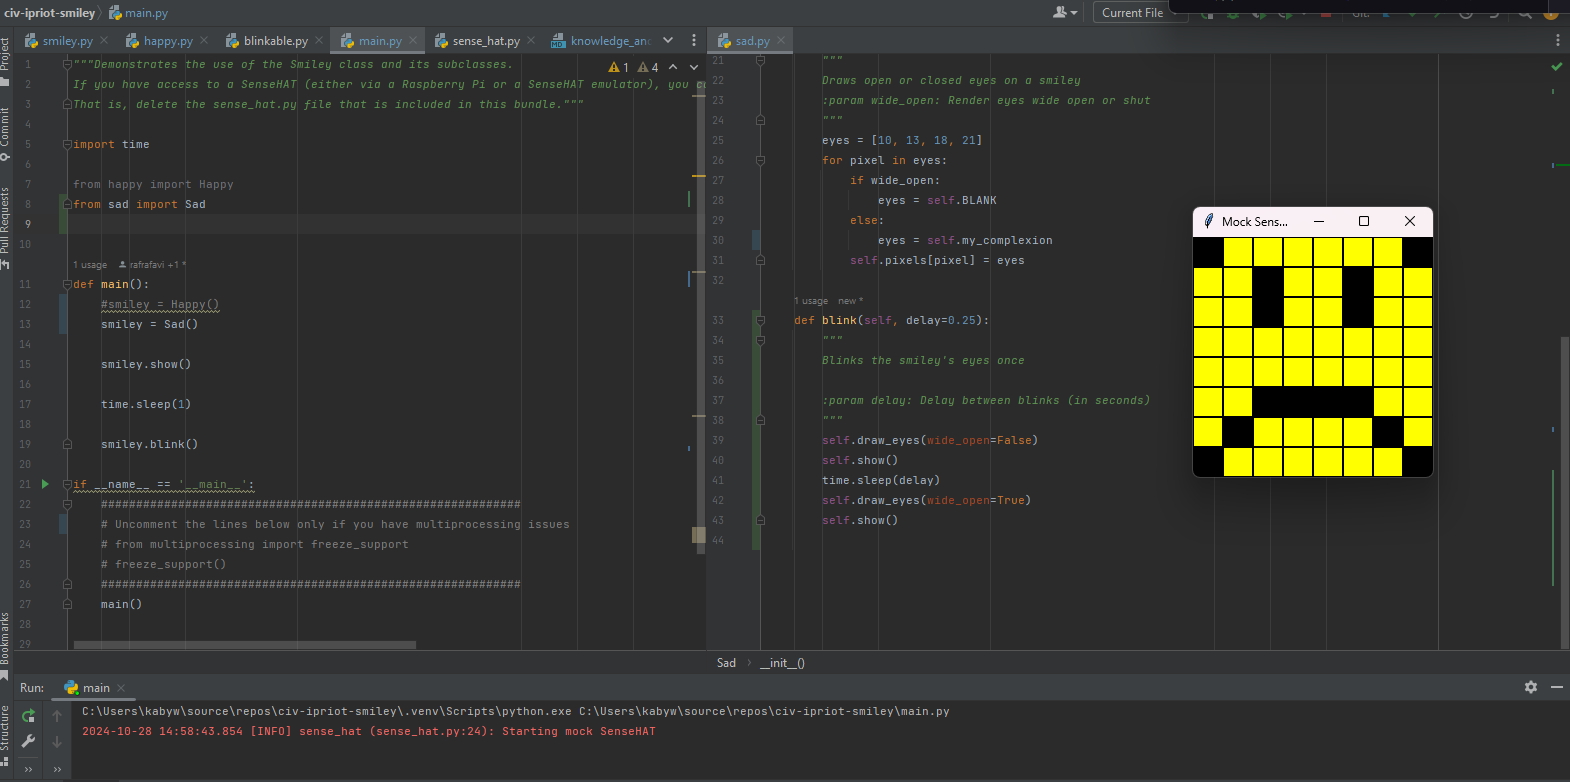 civ-ipriot-smiley
main.py
Current File
Git:
smiley.py
happy.py
blinkable.py
main.py
sense_hat.py
knowledge_an
sad.py
Project
Commit
Pull Requests
Bookmarks
Structure
1 """Demonstrates the use of the Smiley class and its subclasses.
1 4
2 If you have access to a SenseHAT (either via a Raspberry Pi or a SenseHAT emulator), you c
3 That is, delete the sense_hat.py file that is included in this bundle."""
4
5 import time
6
7 from happy import Happy
8 from sad import Sad
9
10
1 usage rafrafavi +1 *
11 def main():
12 #smiley = Happy()
13 smiley = Sad()
14
15 smiley.show()
16
17 time.sleep(1)
18
19 smiley.blink()
20
21 if __name__ == '__main__':
22 ############################################################
23 # Uncomment the lines below only if you have multiprocessing issues
24 # from multiprocessing import freeze_support
25 # freeze_support()
26 ############################################################
27 main()
28
29
21 """
22 Draws open or closed eyes on a smiley
23 :param wide_open: Render eyes wide open or shut
24 """
25 eyes = [10, 13, 18, 21]
26 for pixel in eyes:
27 if wide_open:
28 eyes = self.BLANK
29 else:
30 eyes = self.my_complexion
31 self.pixels[pixel] = eyes
32
1 usage new *
33 def blink(self, delay=0.25):
34 """
35 Blinks the smiley's eyes once
36
37 :param delay: Delay between blinks (in seconds)
38 """
39 self.draw_eyes(wide_open=False)
40 self.show()
41 time.sleep(delay)
42 self.draw_eyes(wide_open=True)
43 self.show()
44
Mock Sens...
Sad › __init__()
Run: main
C:\Users\kabyw\source\repos\civ-ipriot-smiley\.venv\Scripts\python.exe C:\Users\kabyw\source\repos\civ-ipriot-smiley\main.py
2024-10-28 14:58:43.854 [INFO] sense_hat (sense_hat.py:24): Starting mock SenseHAT